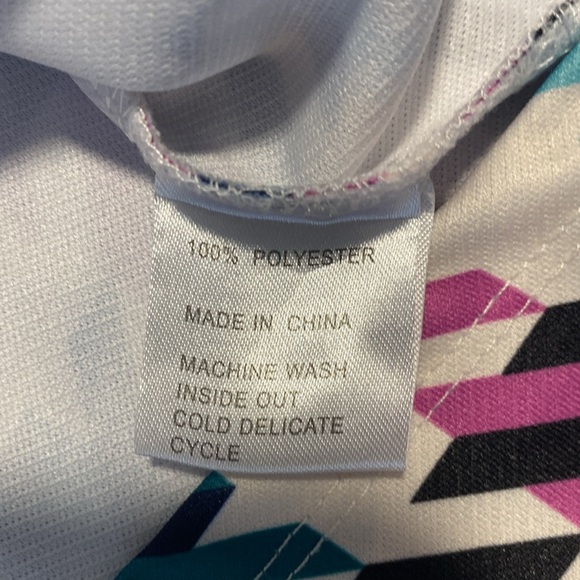 100% POLYESTER
MADE IN CHINA
MACHINE WASH
INSIDE OUT
COLD DELICATE
CYCLE